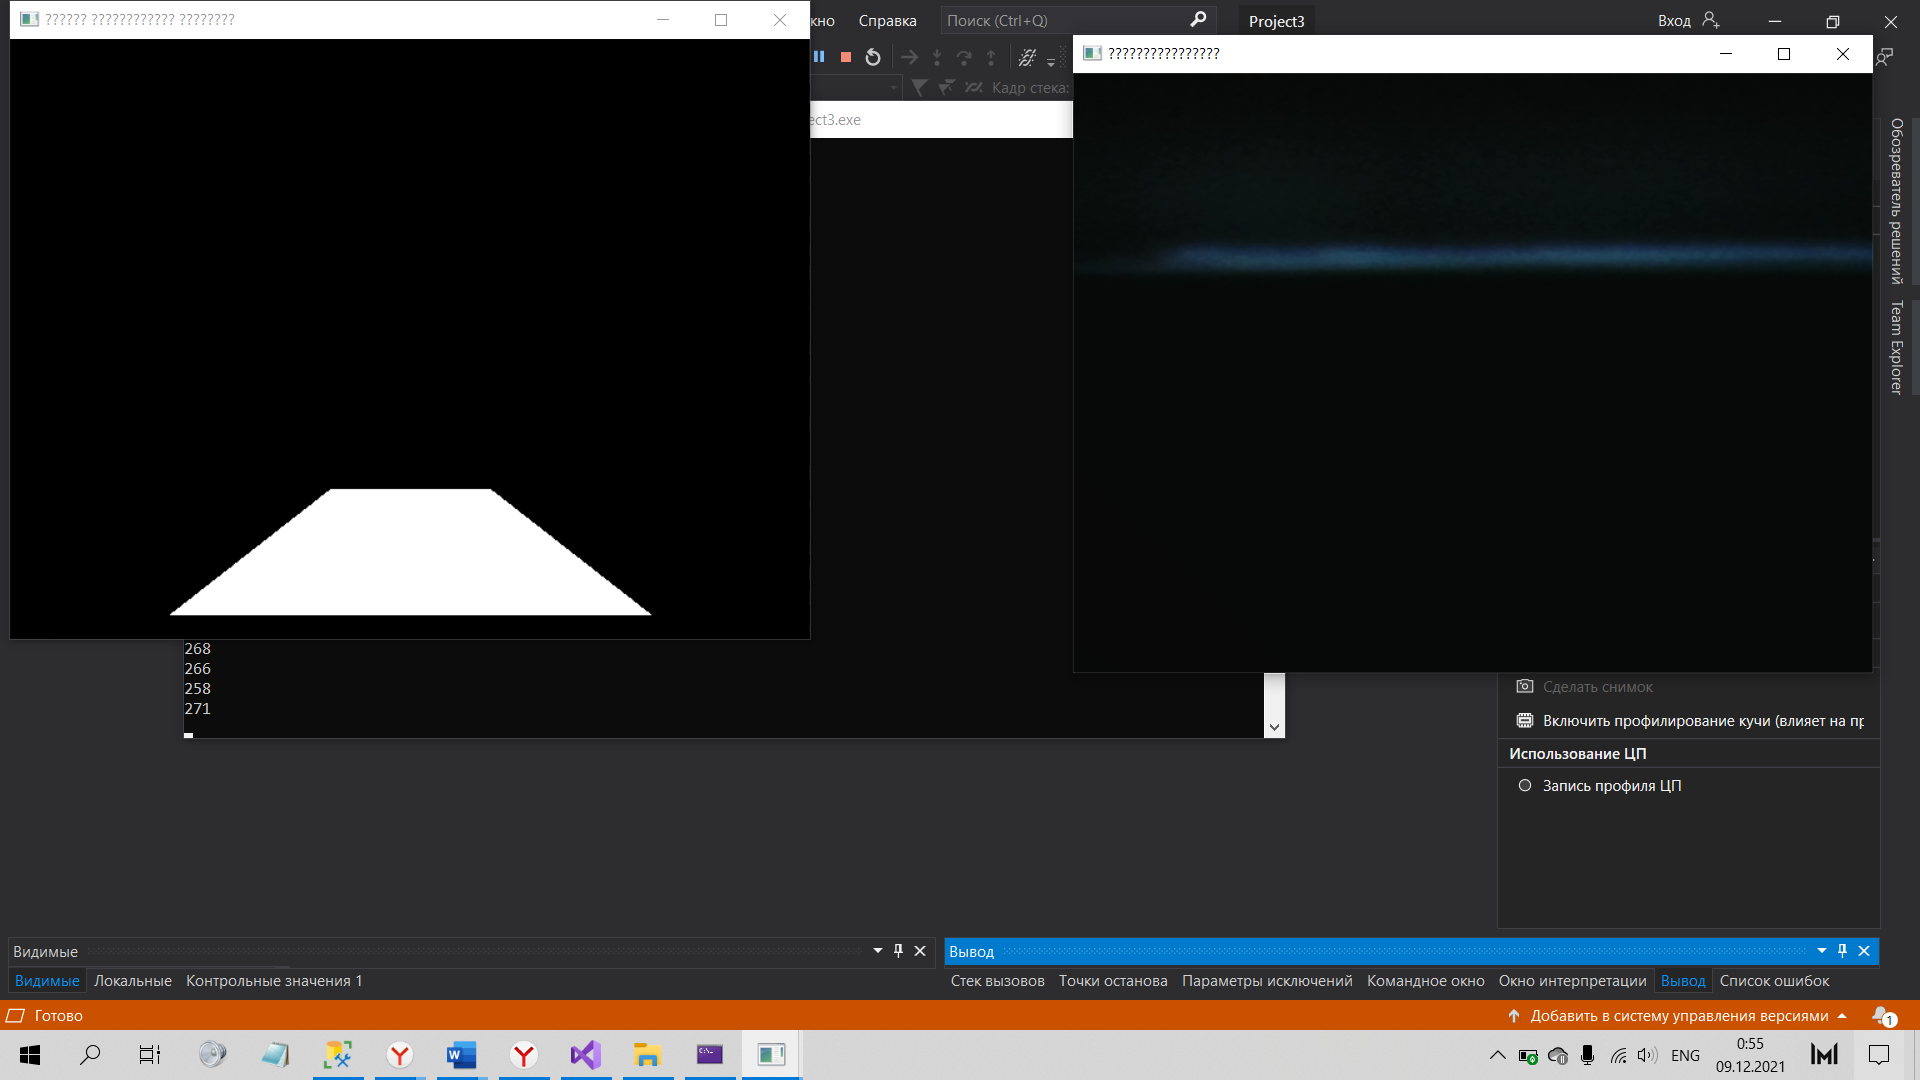 ?????? ???????????? ????????
кно
Справка
Поиск (Ctrl+Q)
Project3
Вход
????????????????
Кадр стека:
ect3.exe
Обозреватель решений
Team Explorer
268
266
258
271
Сделать снимок
Включить профилирование кучи (влияет на пр
Использование ЦП
Запись профиля ЦП
Видимые
Вывод
Видимые
Локальные
Контрольные значения 1
Стек вызовов
Точки останова
Параметры исключений
Командное окно
Окно интерпретации
Вывод
Список ошибок
Готово
Добавить в систему управления версиями
1
ENG
0:55
09.12.2021